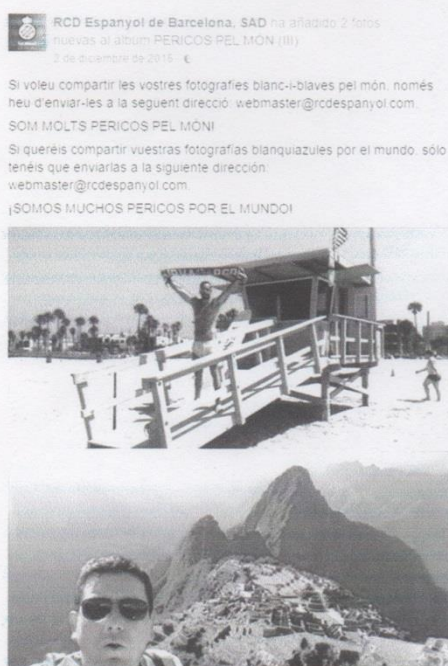 RCD Espanyol de Barcelona, SAD ha añadido 2 fotos
nuevas al álbum PERICOS PEL MÓN (III).
2 de diciembre de 2015 ·
Si voleu compartir les vostres fotografíes blanc-i-blaves pel món, només
heu d'enviar-les a la seguent direcció: webmaster@rcdespanyol.com.
SOM MOLTS PERICOS PEL MÓN!
Si queréis compartir vuestras fotografías blanquiazules por el mundo, sólo
tenéis que enviarlas a la siguiente dirección:
webmaster@rcdespanyol.com.
¡SOMOS MUCHOS PERICOS POR EL MUNDO!